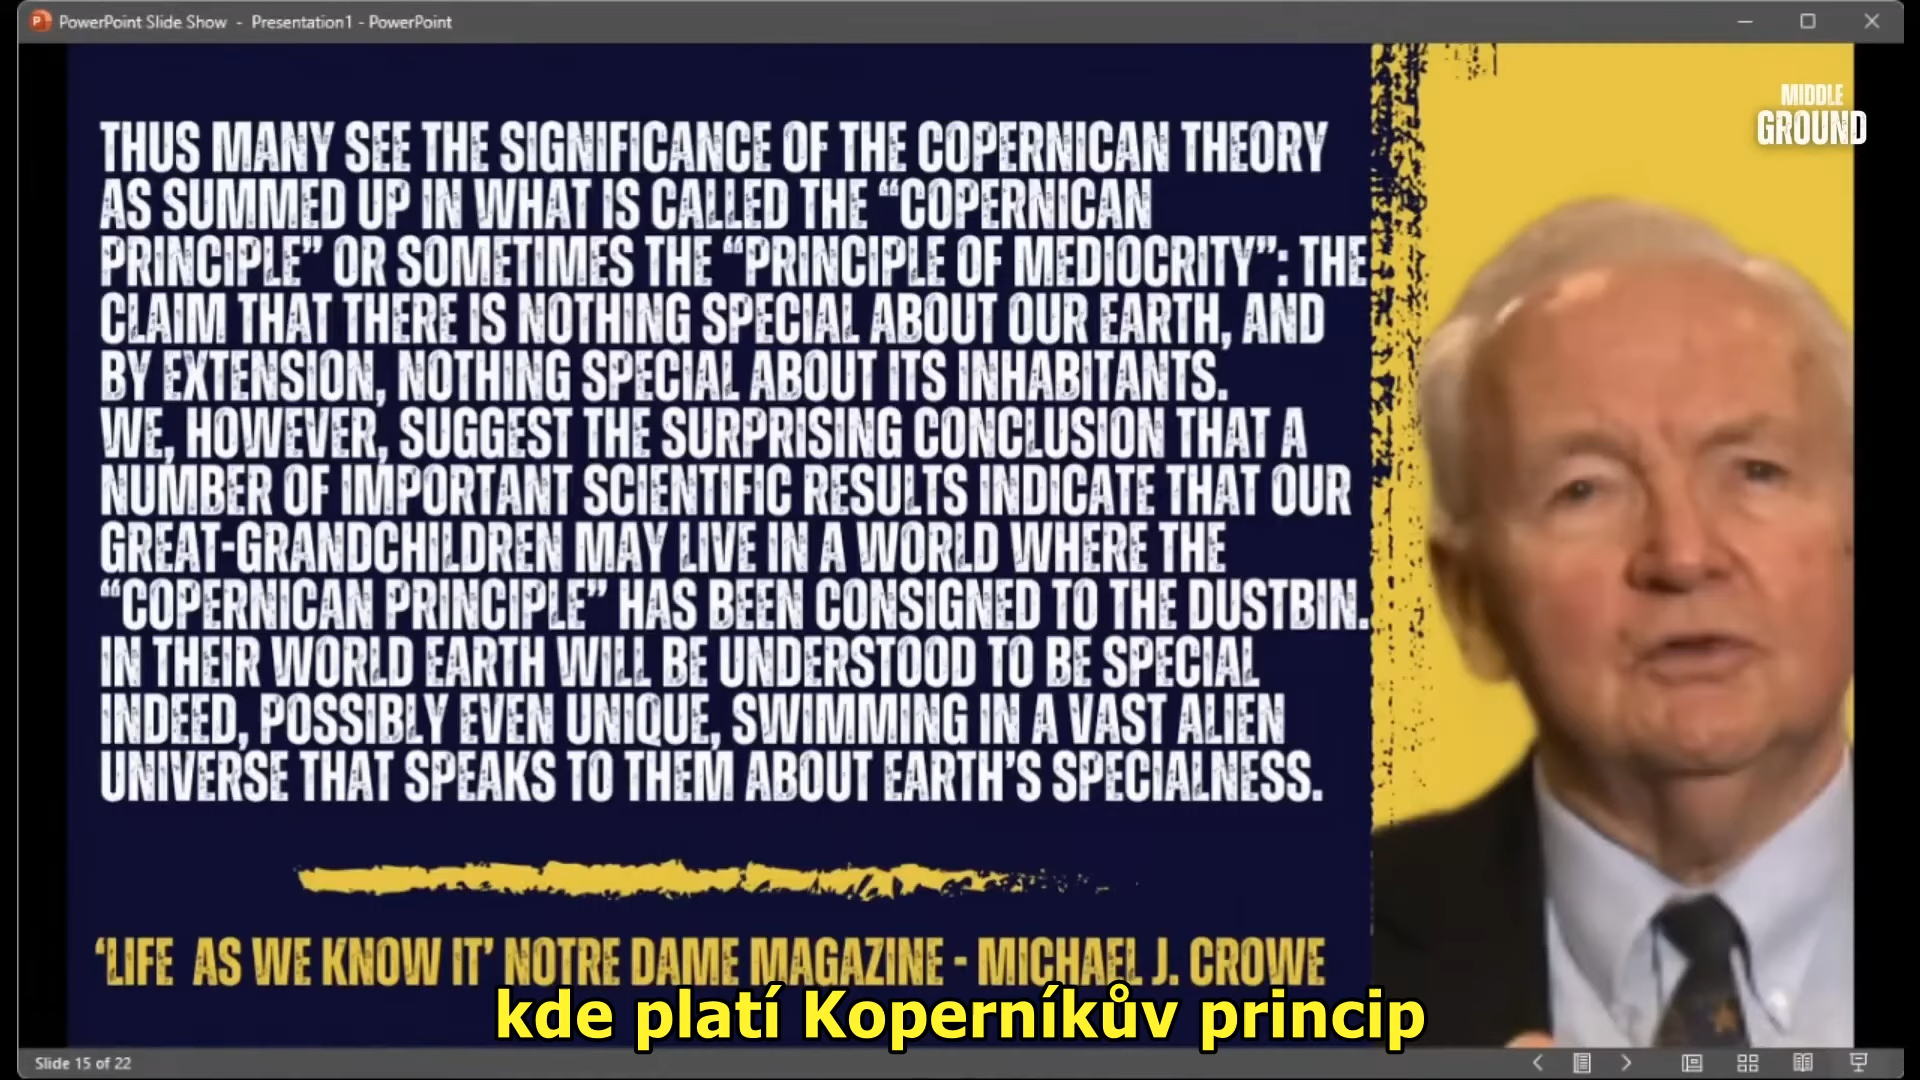 PowerPoint Slide Show - Presentation1 - PowerPoint
MIDDLE
GROUND
THUS MANY SEE THE SIGNIFICANCE OF THE COPERNICAN THEORY
AS SUMMED UP IN WHAT IS CALLED THE “COPERNICAN
PRINCIPLE” OR SOMETIMES THE “PRINCIPLE OF MEDIOCRITY”: THE
CLAIM THAT THERE IS NOTHING SPECIAL ABOUT OUR EARTH, AND
BY EXTENSION, NOTHING SPECIAL ABOUT ITS INHABITANTS.
WE, HOWEVER, SUGGEST THE SURPRISING CONCLUSION THAT A
NUMBER OF IMPORTANT SCIENTIFIC RESULTS INDICATE THAT OUR
GREAT-GRANDCHILDREN MAY LIVE IN A WORLD WHERE THE
“COPERNICAN PRINCIPLE” HAS BEEN CONSIGNED TO THE DUSTBIN.
IN THEIR WORLD EARTH WILL BE UNDERSTOOD TO BE SPECIAL
INDEED, POSSIBLY EVEN UNIQUE, SWIMMING IN A VAST ALIEN
UNIVERSE THAT SPEAKS TO THEM ABOUT EARTH’S SPECIALNESS.
‘LIFE AS WE KNOW IT’ NOTRE DAME MAGAZINE - MICHAEL J. CROWE
kde platí Koperníkův princip
Slide 15 of 22